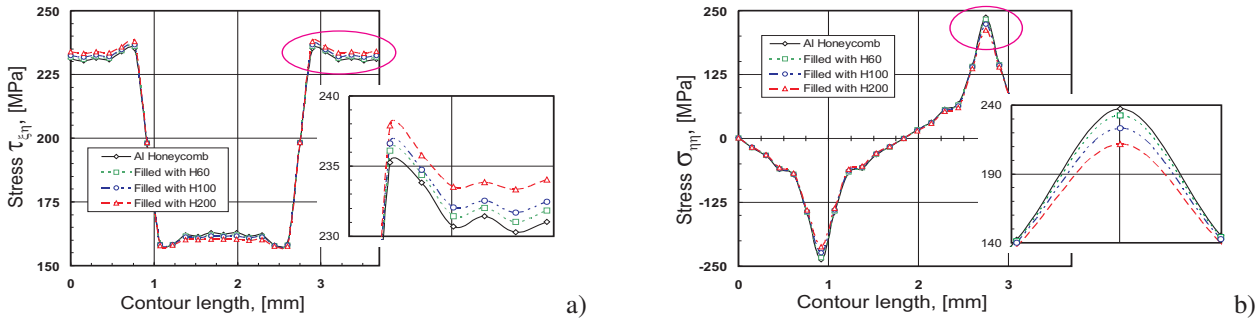 Stress τξη, [MPa]
250
225
200
175
150
0
1
2
3
Al Honeycomb
Filled with H60
Filled with H100
Filled with H200
240
235
230
Contour length, [mm]
a)
Stress σηη, [MPa]
250
125
0
-125
-250
0
1
2
3
Al Honeycomb
Filled with H60
Filled with H100
Filled with H200
240
190
140
Contour length, [mm]
b)